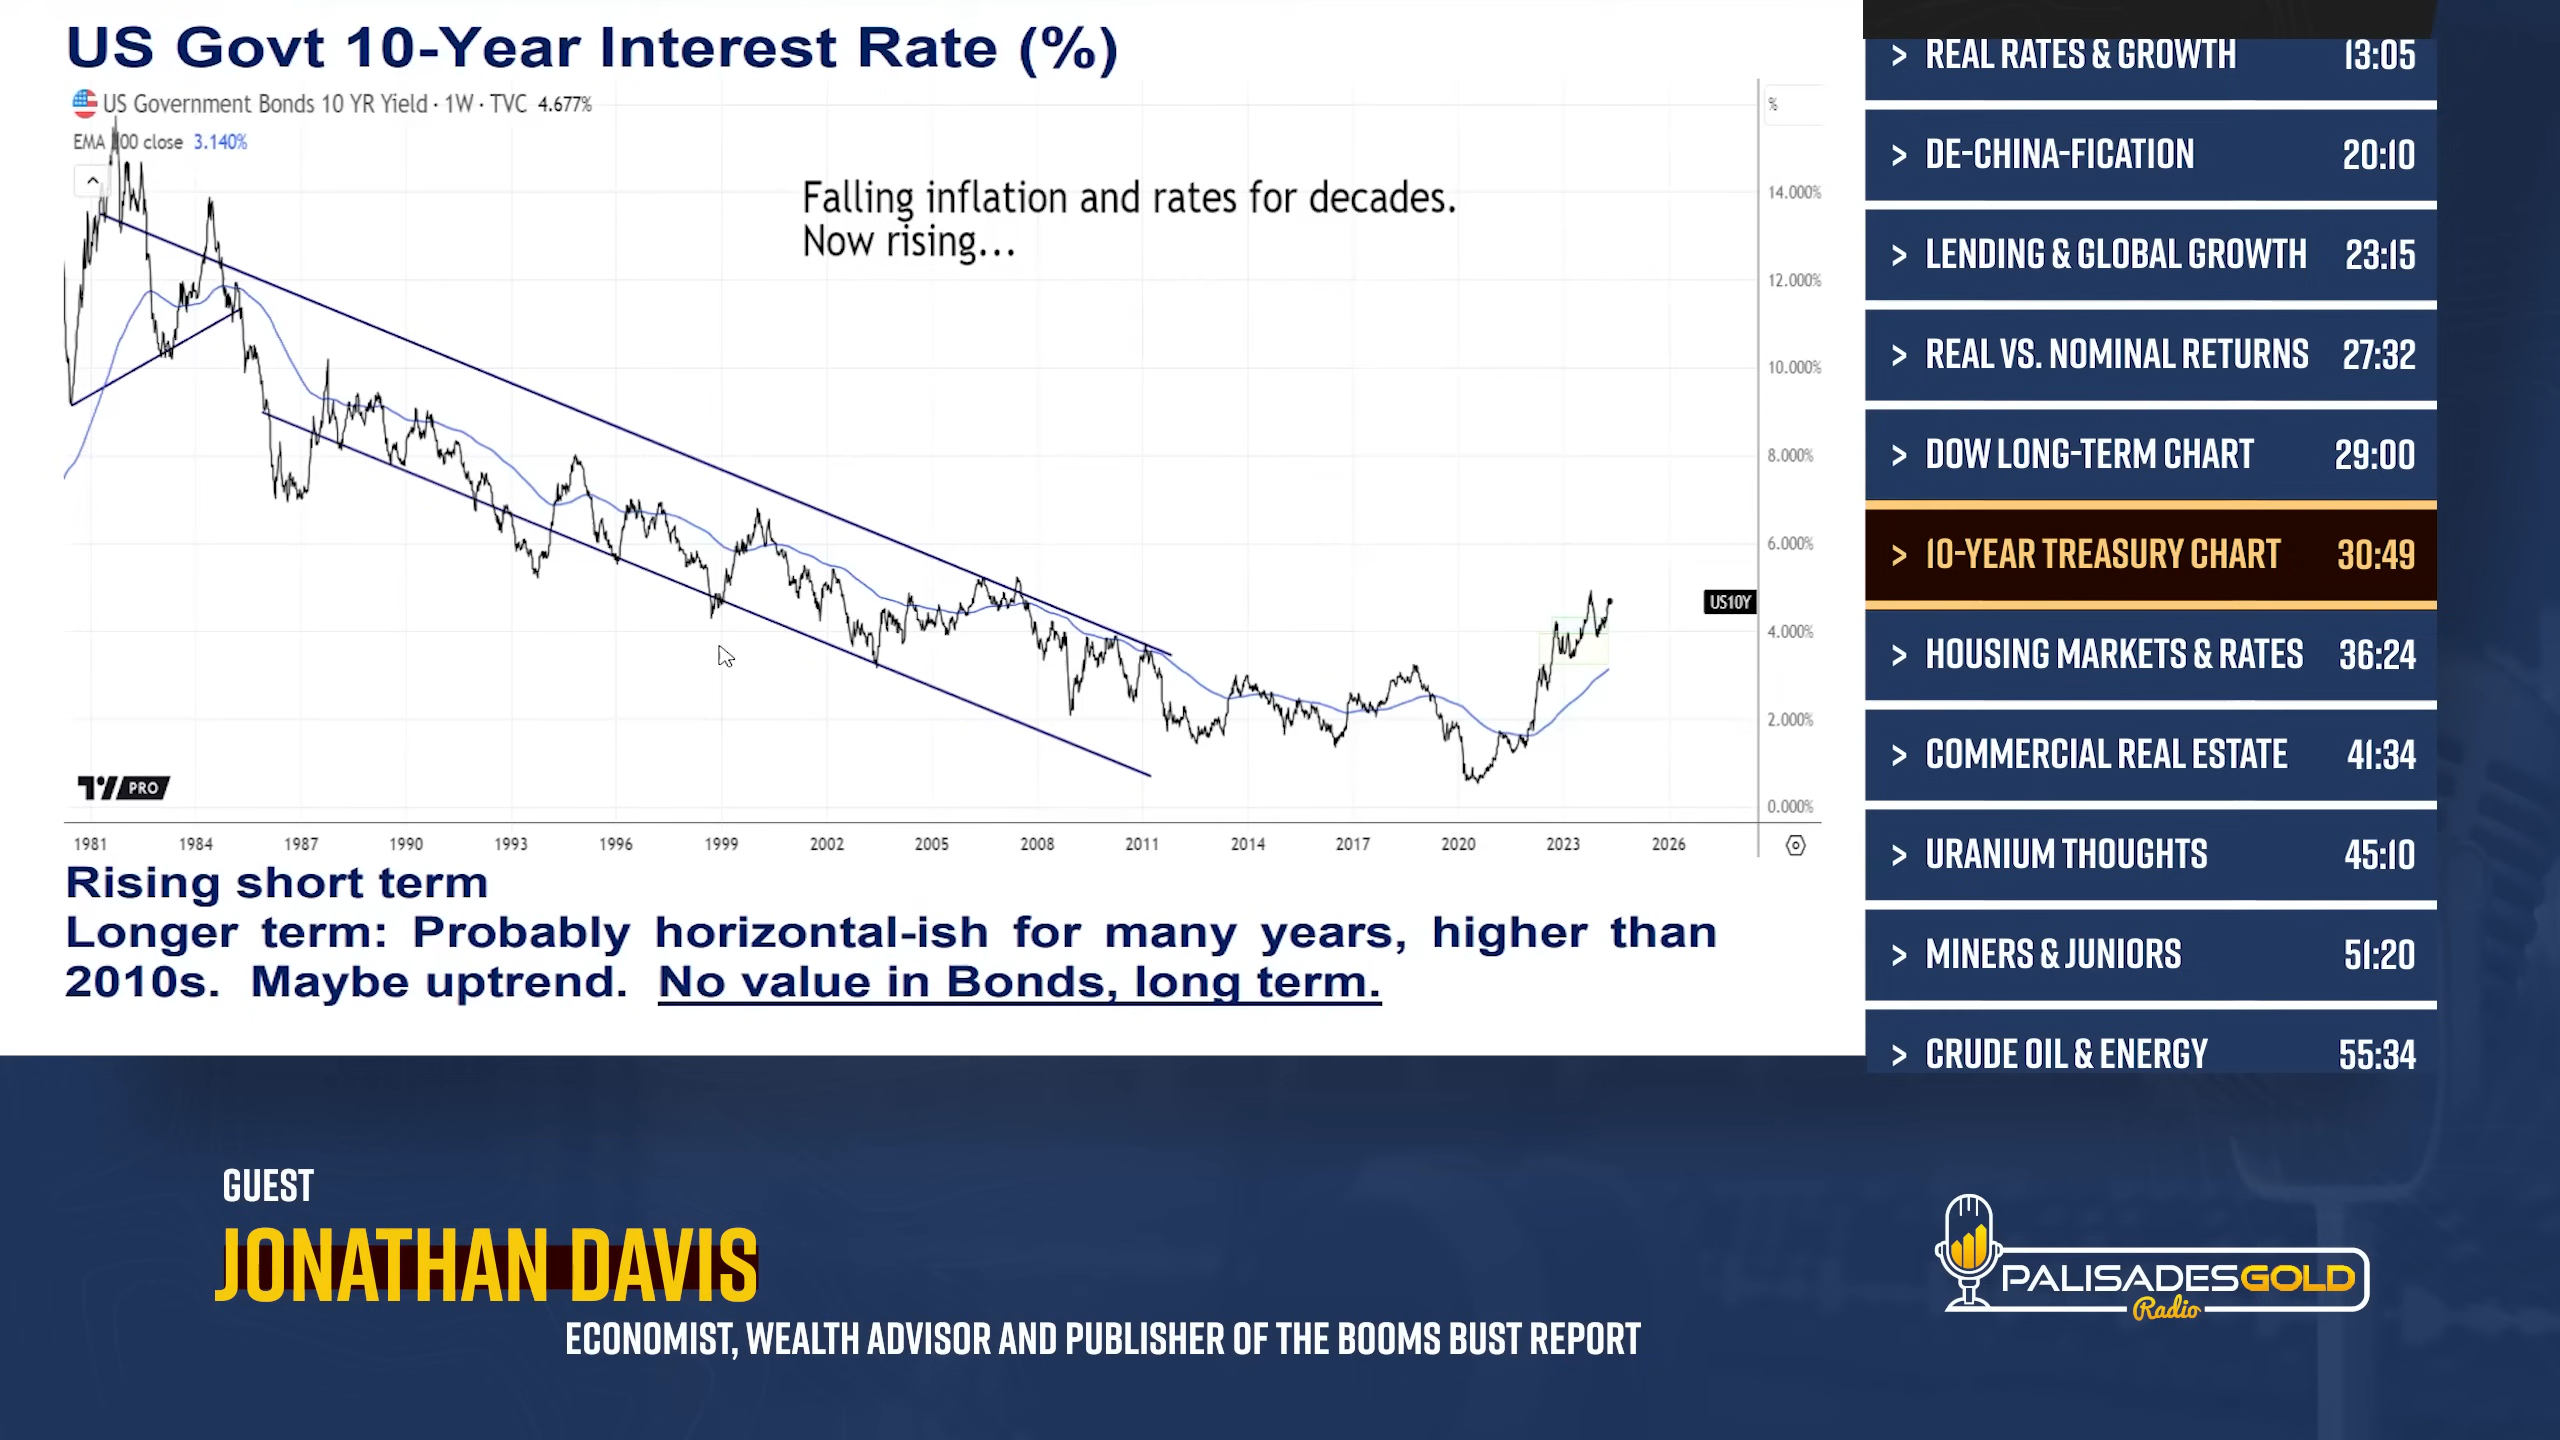 US Govt 10-Year Interest Rate (%)
US Government Bonds 10 YR Yield · 1W · TVC 4.677%
EMA 00 close 3.140%
%
Falling inflation and rates for decades.
Now rising...
14.000%
12.000%
10.000%
8.000%
6.000%
US10Y
4.000%
2.000%
0.000%
PRO
1981 1984 1987 1990 1993 1996 1999 2002 2005 2008 2011 2014 2017 2020 2023 2026
Rising short term
Longer term: Probably horizontal-ish for many years, higher than
2010s. Maybe uptrend. No value in Bonds, long term.
> REAL RATES & GROWTH 13:05
> DE-CHINA-FICATION 20:10
> LENDING & GLOBAL GROWTH 23:15
> REAL VS. NOMINAL RETURNS 27:32
> DOW LONG-TERM CHART 29:00
> 10-YEAR TREASURY CHART 30:49
> HOUSING MARKETS & RATES 36:24
> COMMERCIAL REAL ESTATE 41:34
> URANIUM THOUGHTS 45:10
> MINERS & JUNIORS 51:20
> CRUDE OIL & ENERGY 55:34
GUEST
JONATHAN DAVIS
ECONOMIST, WEALTH ADVISOR AND PUBLISHER OF THE BOOMS BUST REPORT
PALISADESGOLD
Radio